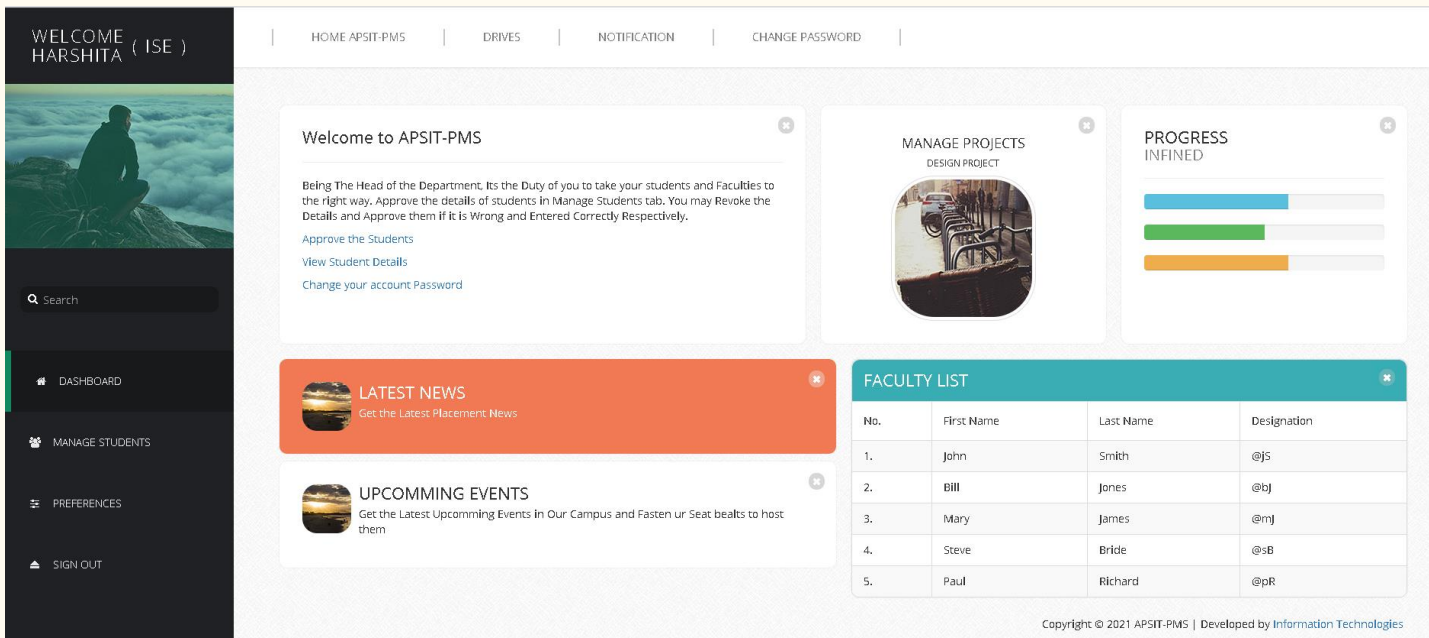 WELCOME
HARSHITA ( ISE )
HOME APSIT-PMS
DRIVES
NOTIFICATION
CHANGE PASSWORD
Search
DASHBOARD
MANAGE STUDENTS
PREFERENCES
SIGN OUT
Welcome to APSIT-PMS
Being The Head of the Department, Its the Duty of you to take your students and Faculties to
the right way. Approve the details of students in Manage Students tab. You may Revoke the
Details and Approve them if it is Wrong and Entered Correctly Respectively.
Approve the Students
View Student Details
Change your account Password
MANAGE PROJECTS
DESIGN PROJECT
PROGRESS
INFINED
LATEST NEWS
Get the Latest Placement News
UPCOMMING EVENTS
Get the Latest Upcomming Events in Our Campus and Fasten ur Seat bealts to host
them
FACULTY LIST
No. First Name Last Name Designation
1. John Smith @jS
2. Bill Jones @bJ
3. Mary James @mJ
4. Steve Bride @sB
5. Paul Richard @pR
Copyright © 2021 APSIT-PMS | Developed by Information Technologies